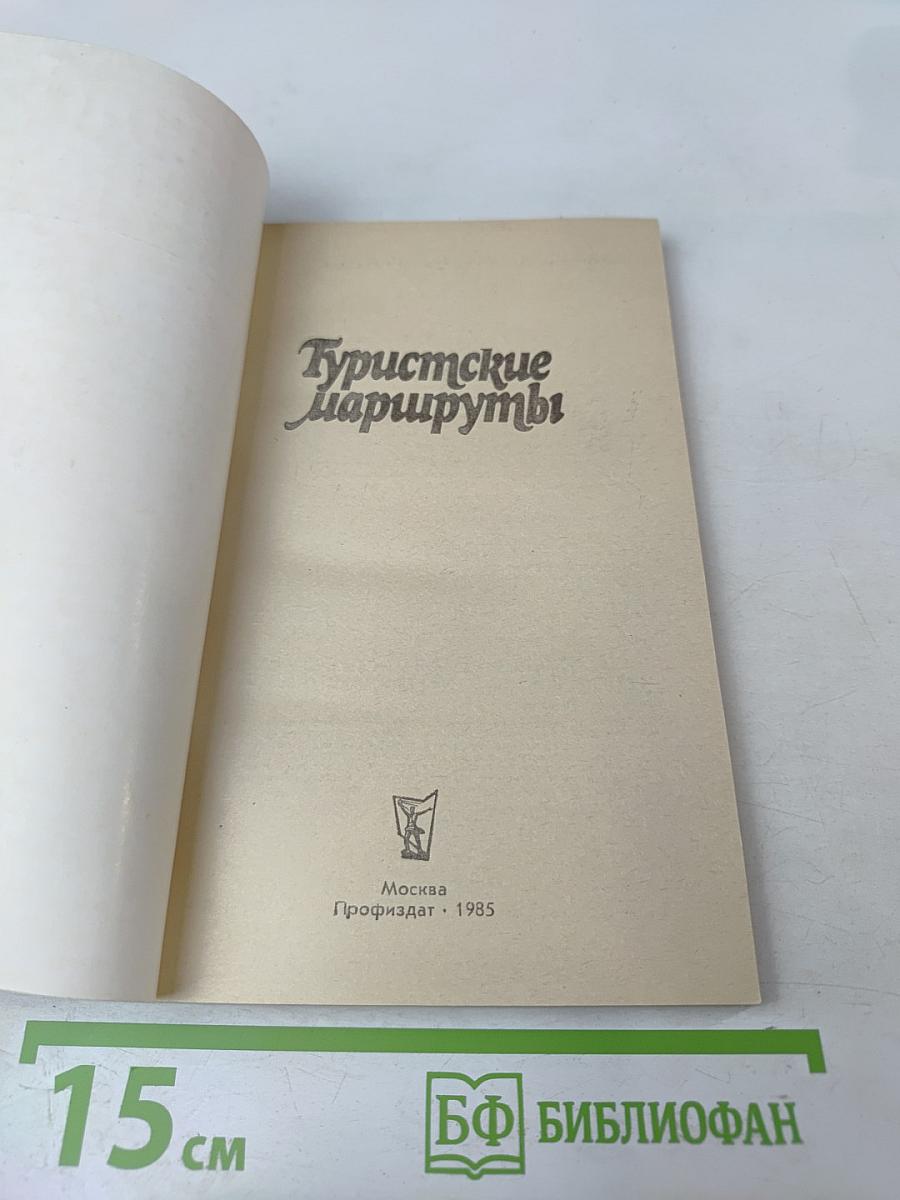 Туристские
маршруты
Москва
Профиздат · 1985
15 см
БФ БИБЛИОФАН